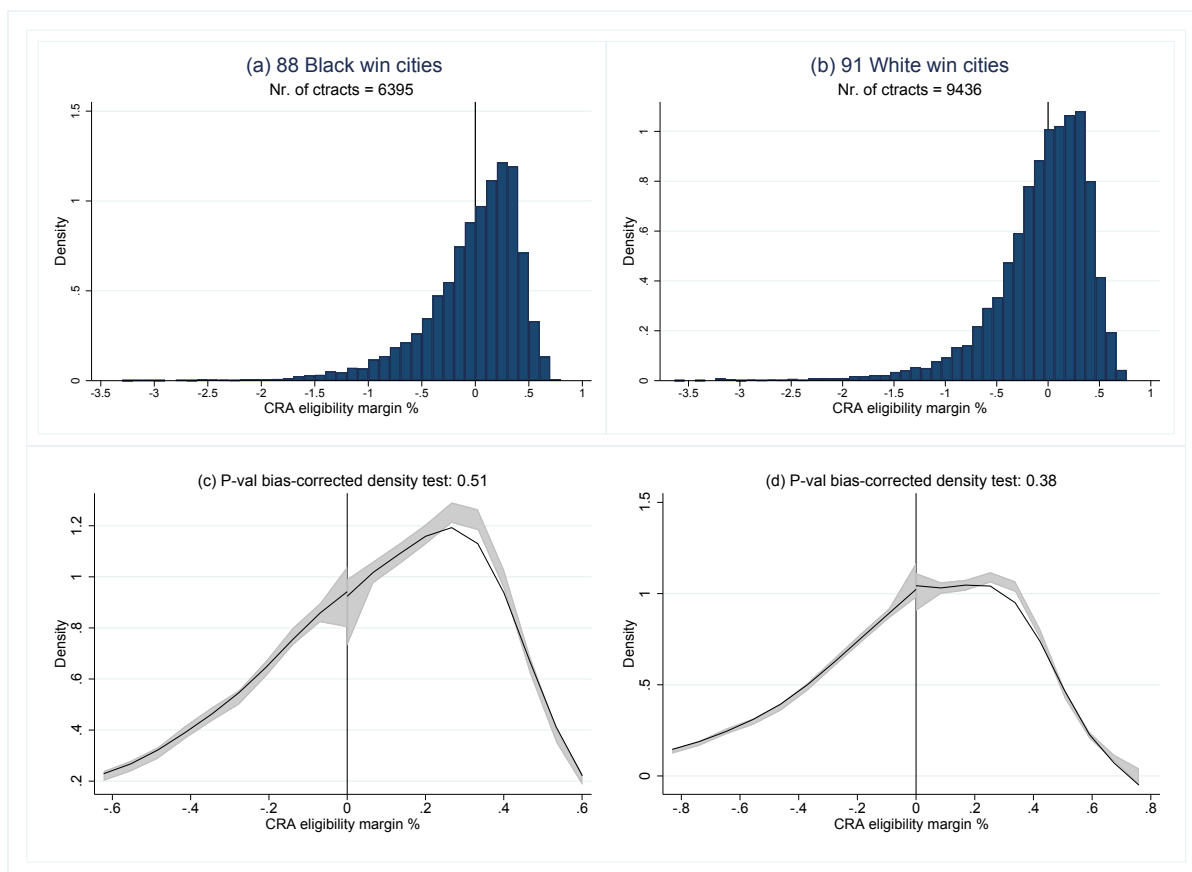 (a) 88 Black win cities
Nr. of ctracts = 6395
Density
0
.5
1
1.5
-3.5 -3 -2.5 -2 -1.5 -1 -.5 0 .5 1
CRA eligibility margin %
(b) 91 White win cities
Nr. of ctracts = 9436
Density
0
.2
.4
.6
.8
1
-3.5 -3 -2.5 -2 -1.5 -1 -.5 0 .5 1
CRA eligibility margin %
(c) P-val bias-corrected density test: 0.51
Density
.2
.4
.6
.8
1
1.2
-.6 -.4 -.2 0 .2 .4 .6
CRA eligibility margin %
(d) P-val bias-corrected density test: 0.38
Density
0
.5
1
1.5
-.8 -.6 -.4 -.2 0 .2 .4 .6 .8
CRA eligibility margin %